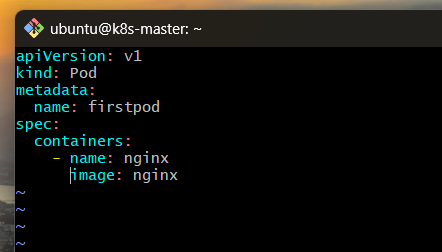 ubuntu@k8s-master: ~
apiVersion: v1
kind: Pod
metadata:
  name: firstpod
spec:
  containers:
    - name: nginx
      image: nginx
~
~
~
~